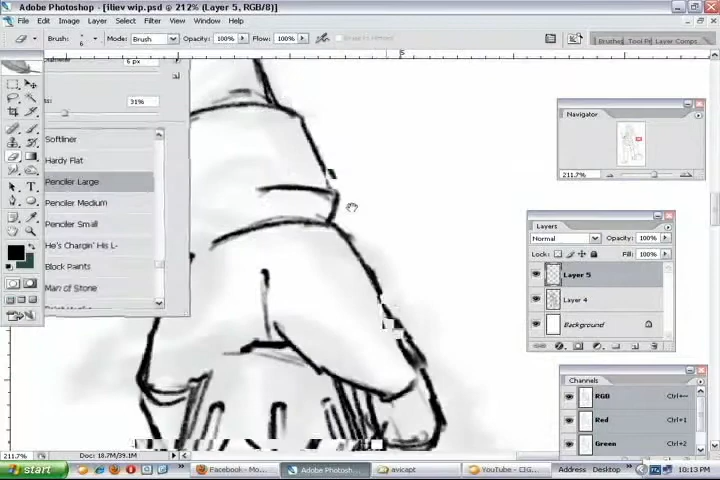 Adobe Photoshop - [iliev wip.psd @ 212% (Layer 5, RGB/8)]
File Edit Image Layer Select Filter View Window Help
Brush: 6 Mode: Brush Opacity: 100% Flow: 100%
Brushes Tool Pr Layer Comps
5
6 px
31%
Softliner
Hardy Flat
Penciler Large
Penciler Medium
Penciler Small
He's Chargin' His L-
Block Paints
Man of Stone
Navigator
211.7%
Layers
Normal Opacity: 100%
Lock: Fill: 100%
Layer 5
Layer 4
Background
Channels
RGB Ctrl+~
Red Ctrl+1
Green Ctrl+2
211.7% Doc: 18.7M/39.1M
start Facebook - Mo... Adobe Photosh... avicapt YouTube - Address Desktop 10:13 PM